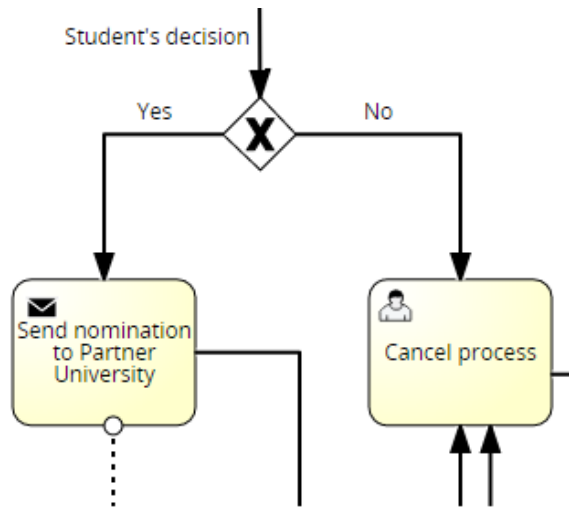 Student's decision
Yes
No
Send nomination
to Partner
University
Cancel process